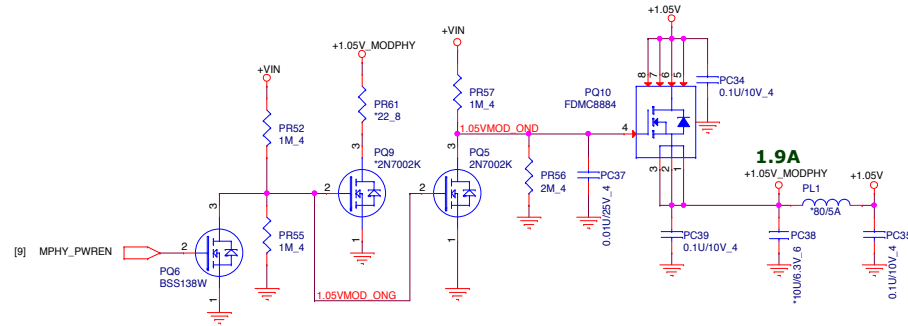 +1.05V
+VIN
+1.05V_MODPHY
+VIN
8
7
6
5
PC34
0.1U/10V_4
PQ10
FDMC8884
PR57
1M_4
PR61
*22_8
PR52
1M_4
1.05VMOD_OND
4
3
PQ9
*2N7002K
3
PQ5
2N7002K
3
2
1
1.9A
+1.05V_MODPHY
+1.05V
PL1
*80/5A
2
2
PR56
2M_4
PC37
0.01U/25V_4
3
1
1
PR55
1M_4
PC39
0.1U/10V_4
PC38
*10U/6.3V_6
PC35
0.1U/10V_4
[9] MPHY_PWREN
2
PQ6
BSS138W
1
1.05VMOD_ONG